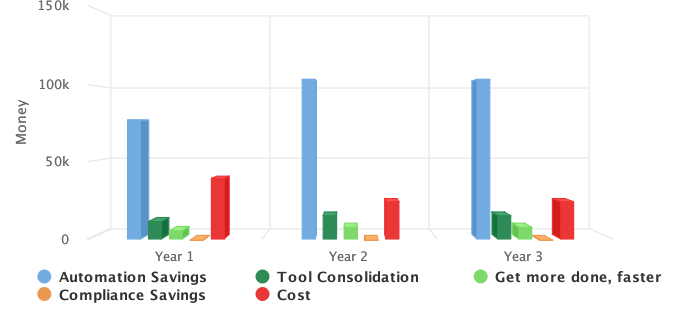 150k
100k
50k
0
Money
Year 1 Year 2 Year 3
Automation Savings Tool Consolidation Get more done, faster
Compliance Savings Cost